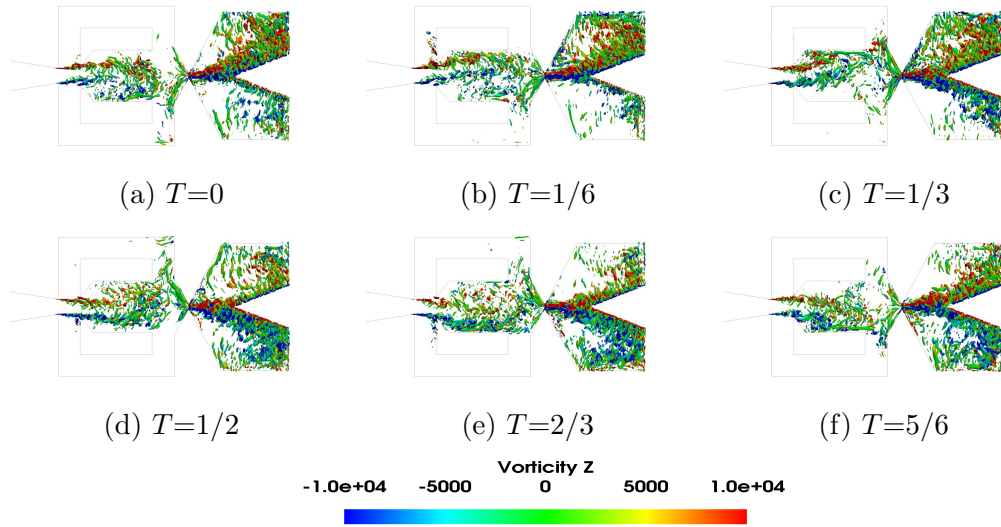 (a) T=0
(b) T=1/6
(c) T=1/3
(d) T=1/2
(e) T=2/3
(f) T=5/6
Vorticity Z
-1.0e+04 -5000 0 5000 1.0e+04